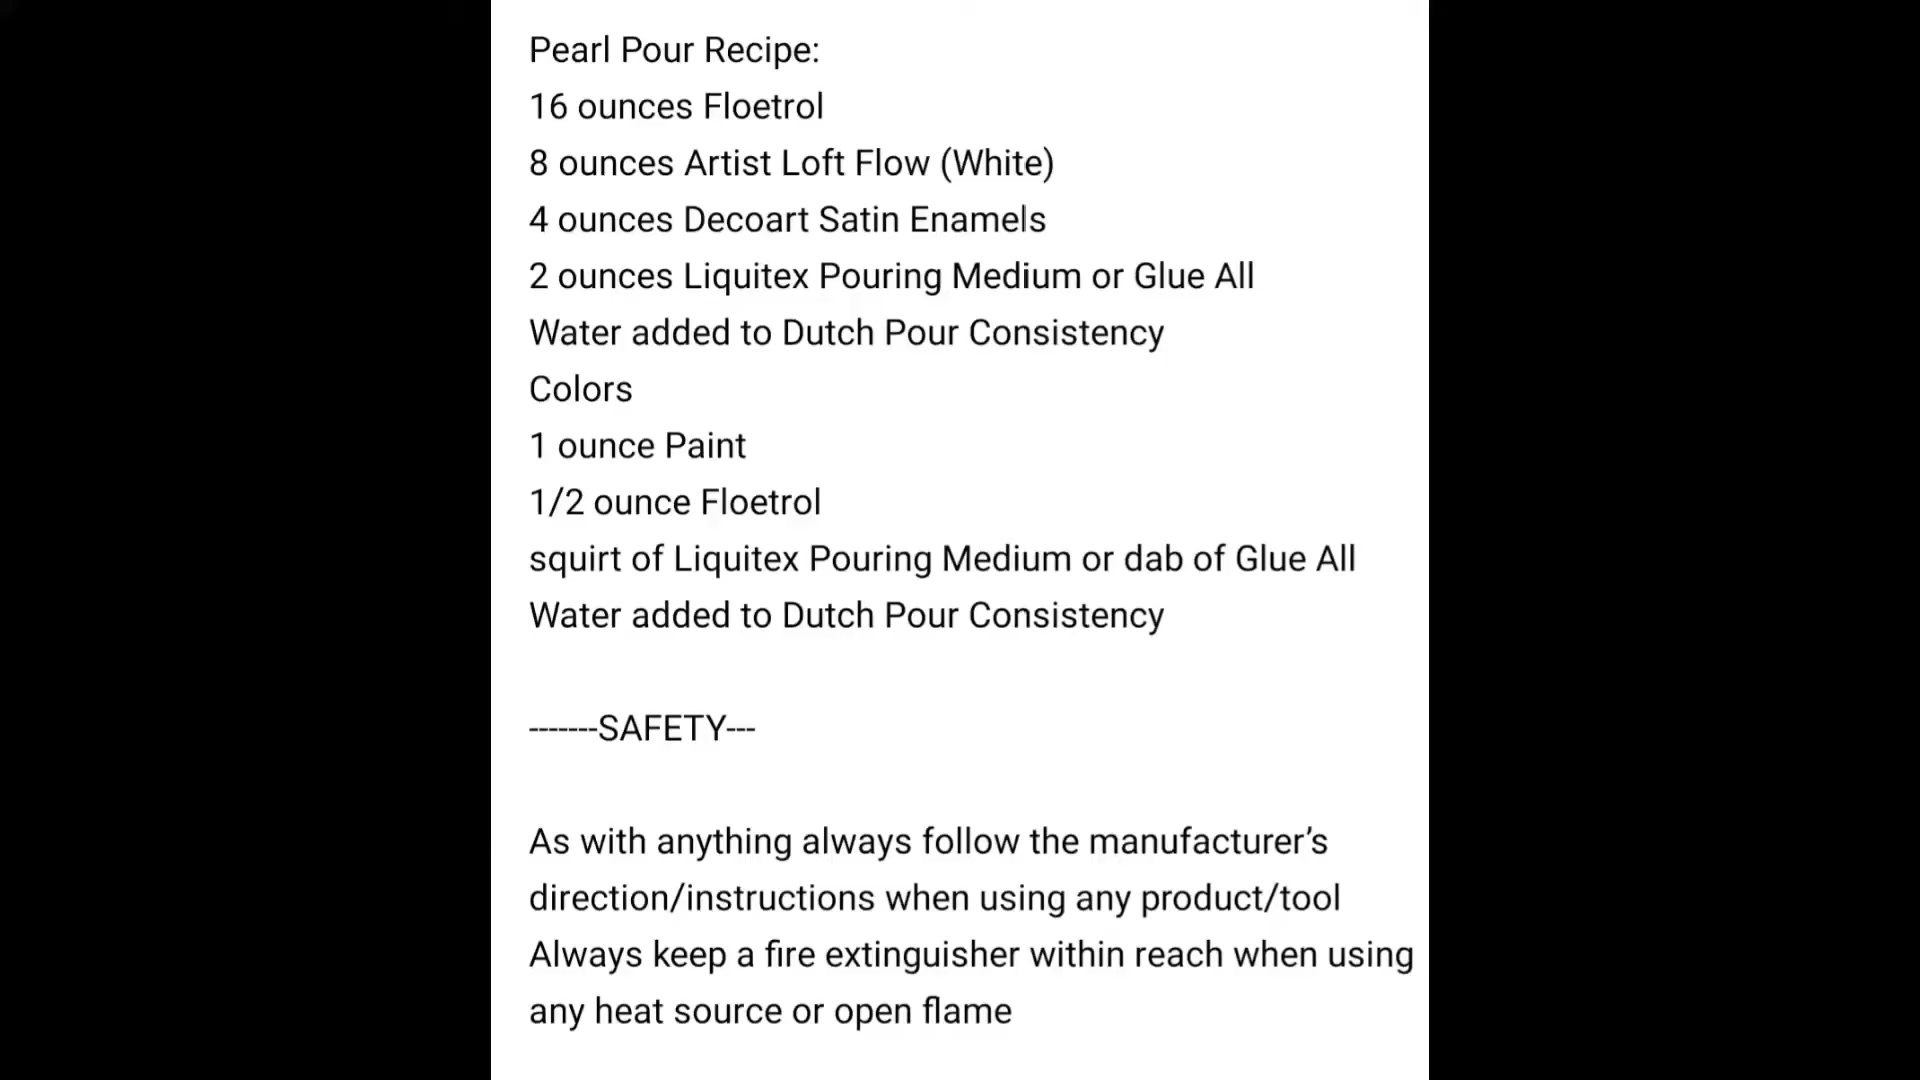 Pearl Pour Recipe:
16 ounces Floetrol
8 ounces Artist Loft Flow (White)
4 ounces Decoart Satin Enamels
2 ounces Liquitex Pouring Medium or Glue All
Water added to Dutch Pour Consistency
Colors
1 ounce Paint
1/2 ounce Floetrol
squirt of Liquitex Pouring Medium or dab of Glue All
Water added to Dutch Pour Consistency
-------SAFETY---
As with anything always follow the manufacturer’s
direction/instructions when using any product/tool
Always keep a fire extinguisher within reach when using
any heat source or open flame